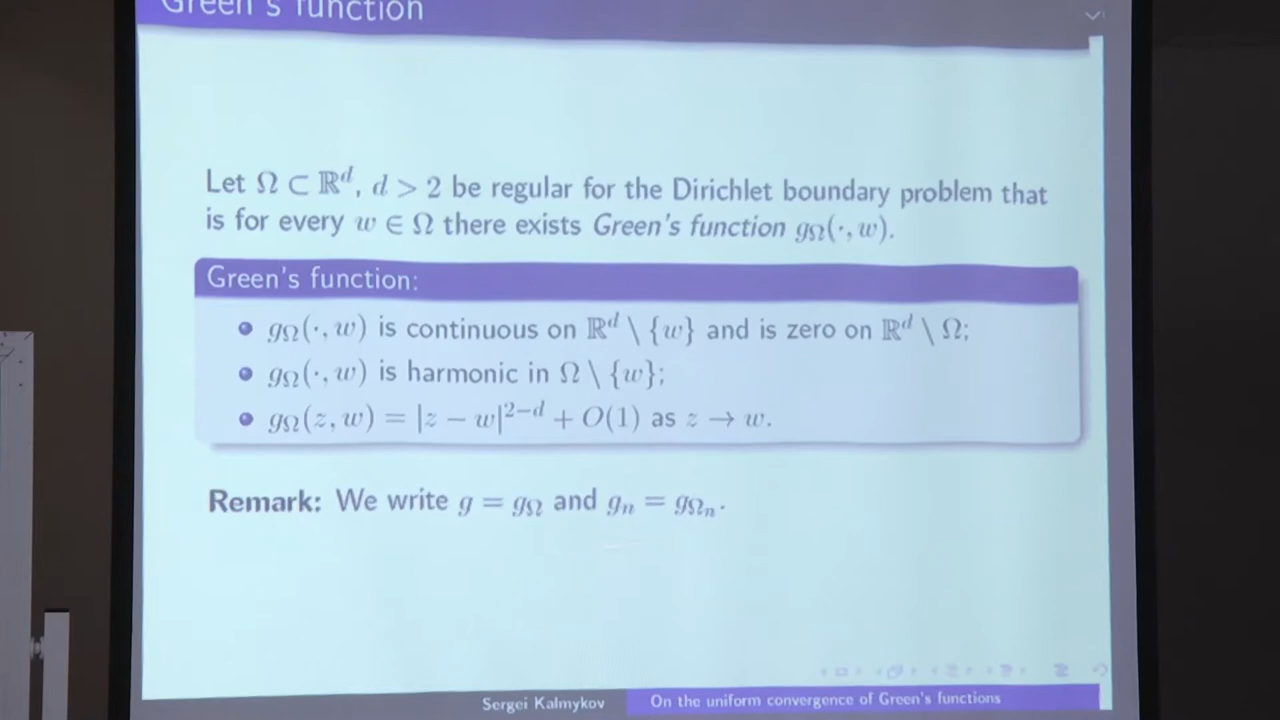 Green's function
Let Ω ⊂ ℝ^d, d > 2 be regular for the Dirichlet boundary problem that
is for every w ∈ Ω there exists Green's function g_Ω(·, w).
Green's function:
g_Ω(·, w) is continuous on ℝ^d \ {w} and is zero on ℝ^d \ Ω;
g_Ω(·, w) is harmonic in Ω \ {w};
g_Ω(z, w) = |z − w|^{2−d} + O(1) as z → w.
Remark: We write g = g_Ω and g_n = g_{Ω_n}.
Sergei Kalmykov On the uniform convergence of Green's functions